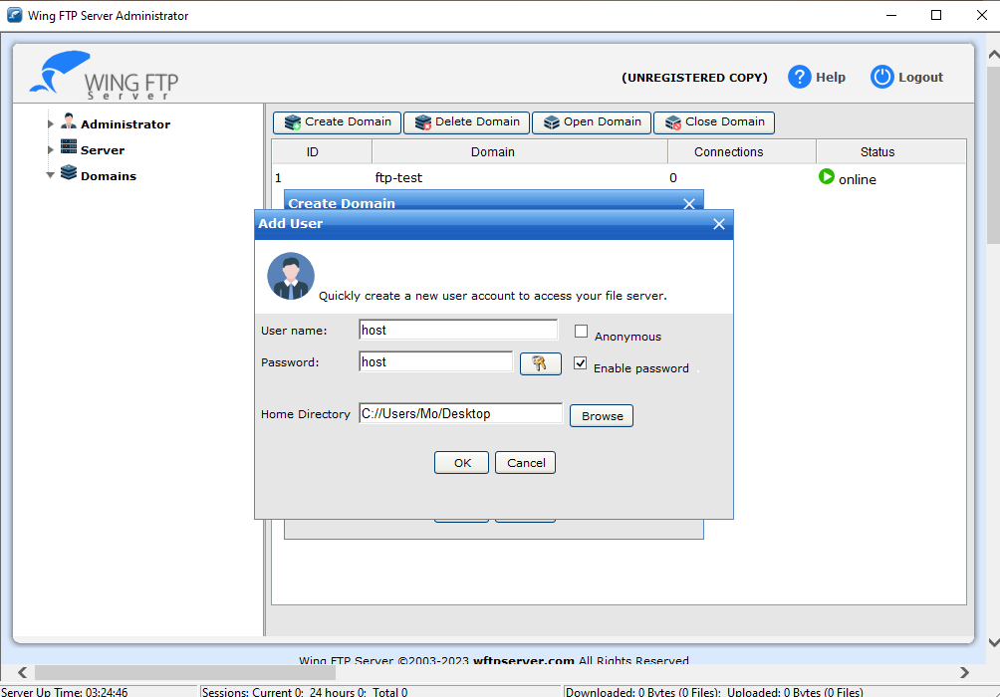 Wing FTP Server Administrator
WING FTP
Server
(UNREGISTERED COPY) ? Help Logout
Administrator
Server
Domains
Create Domain Delete Domain Open Domain Close Domain
ID Domain Connections Status
1 ftp-test 0 online
Create Domain
Add User
Quickly create a new user account to access your file server.
User name: host Anonymous
Password: host Enable password
Home Directory C://Users/Mo/Desktop Browse
OK Cancel
Wing FTP Server ©2003-2023 wftpserver.com All Rights Reserved
Server Up Time: 03:24:46 Sessions: Current 0; 24 hours 0; Total 0 Downloaded: 0 Bytes (0 Files); Uploaded: 0 Bytes (0 Files)